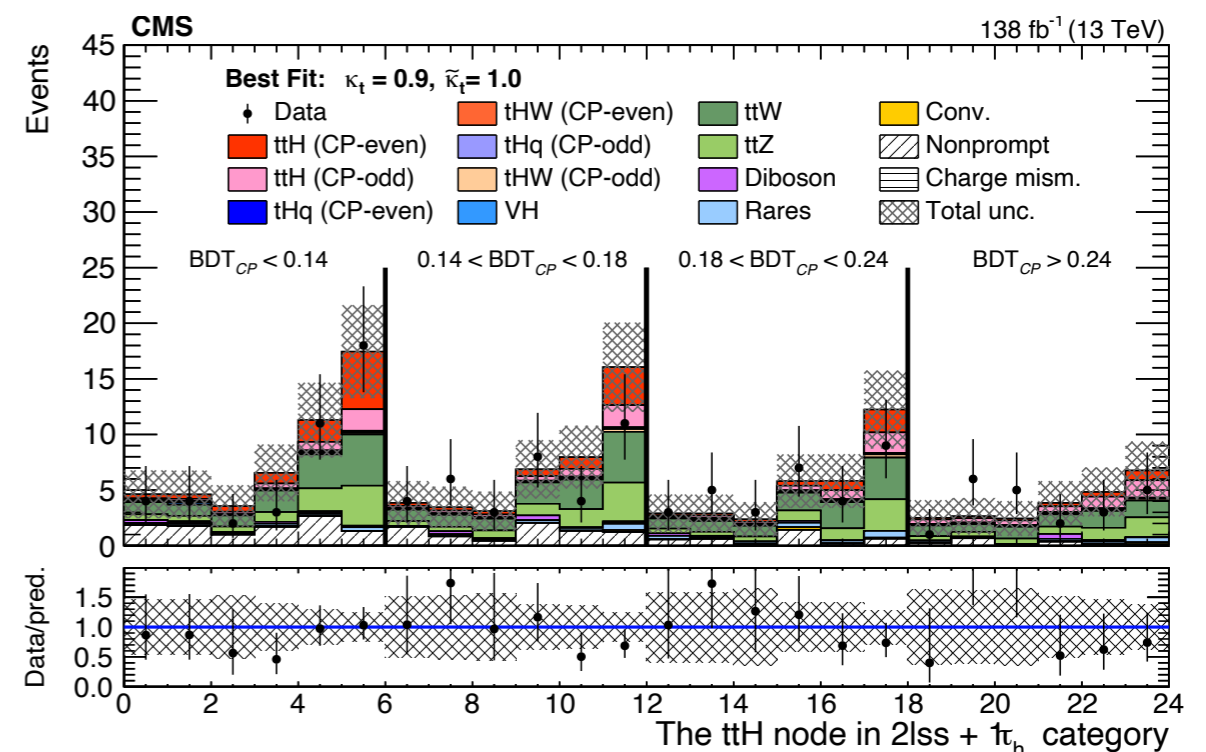 CMS 138 fb⁻¹ (13 TeV)
Events
45
40
35
30
25
20
15
10
5
0
Best Fit: κt = 0.9, κ̃t= 1.0
Data tHW (CP-even) ttW Conv.
ttH (CP-even) tHq (CP-odd) ttZ Nonprompt
ttH (CP-odd) tHW (CP-odd) Diboson Charge mism.
tHq (CP-even) VH Rares Total unc.
BDTCP < 0.14 0.14 < BDTCP < 0.18 0.18 < BDTCP < 0.24 BDTCP > 0.24
Data/pred.
1.5
1.0
0.5
0.0
0 2 4 6 8 10 12 14 16 18 20 22 24
The ttH node in 2lss + 1τh category